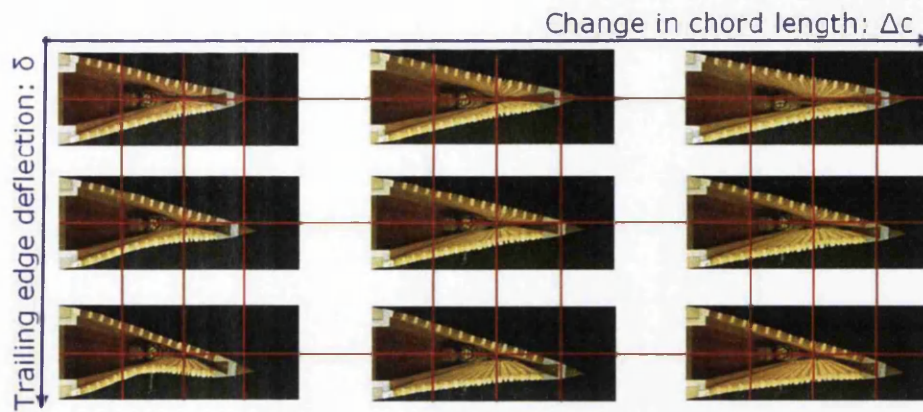 Change in chord length: Δc
Trailing edge deflection: δ